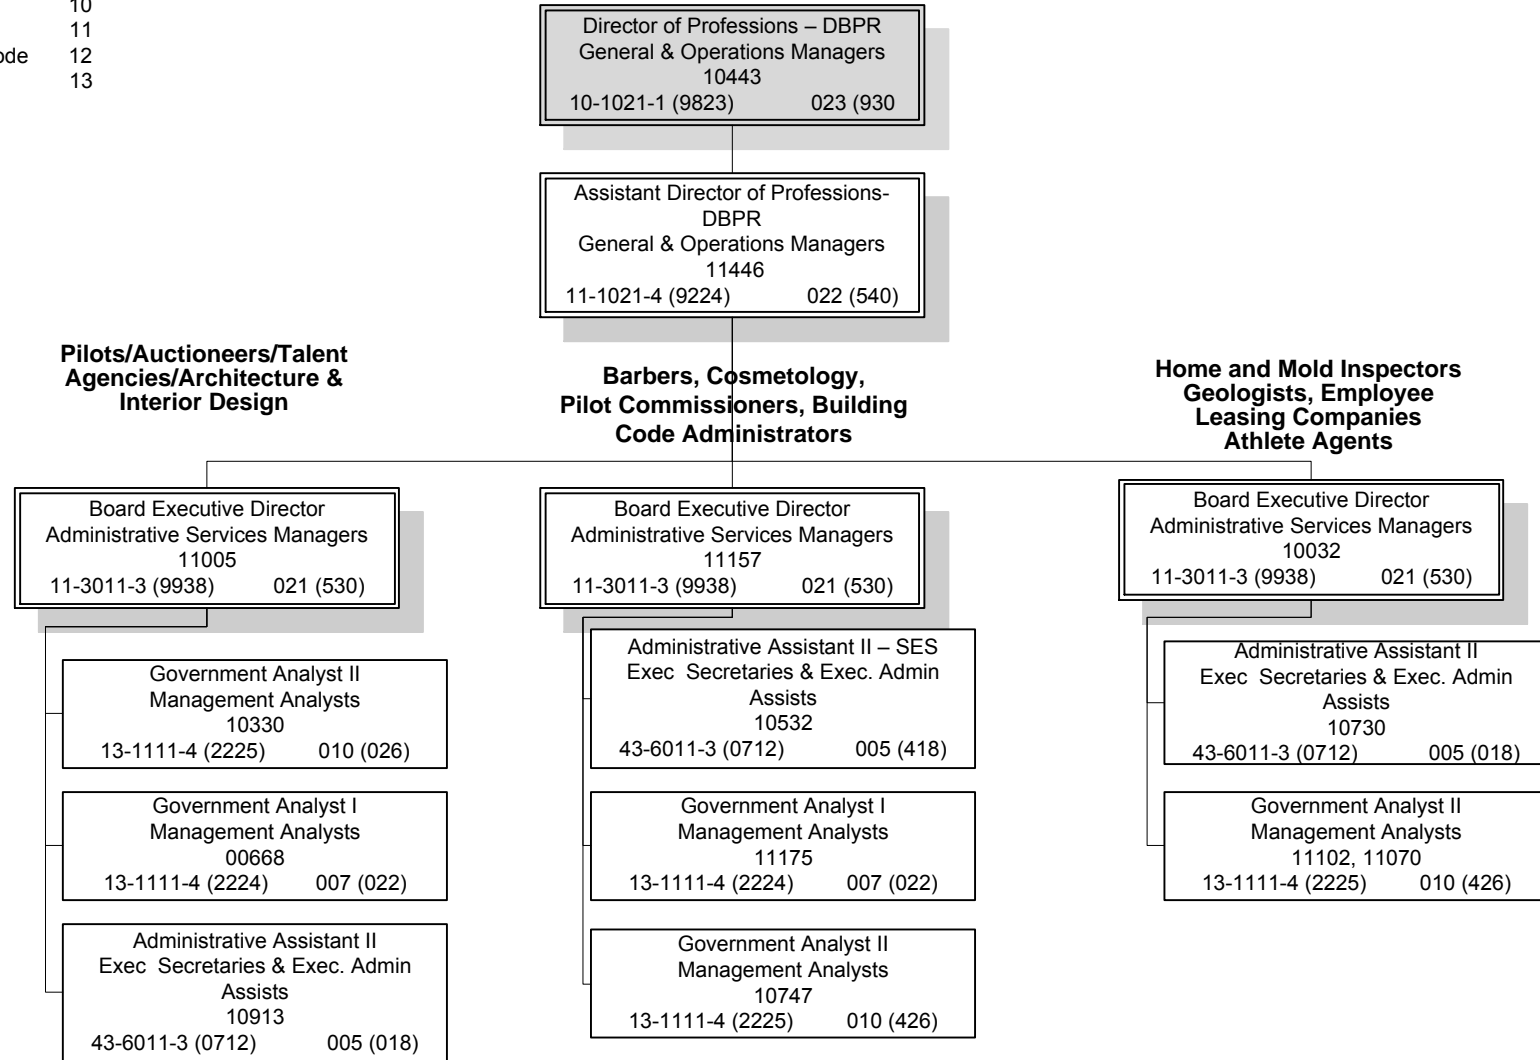 10
11
ode 12
13
Director of Professions – DBPR
General & Operations Managers
10443
10-1021-1 (9823) 023 (930
Assistant Director of Professions-
DBPR
General & Operations Managers
11446
11-1021-4 (9224) 022 (540)
Pilots/Auctioneers/Talent
Agencies/Architecture &
Interior Design
Barbers, Cosmetology,
Pilot Commissioners, Building
Code Administrators
Home and Mold Inspectors
Geologists, Employee
Leasing Companies
Athlete Agents
Board Executive Director
Administrative Services Managers
11005
11-3011-3 (9938) 021 (530)
Government Analyst II
Management Analysts
10330
13-1111-4 (2225) 010 (026)
Government Analyst I
Management Analysts
00668
13-1111-4 (2224) 007 (022)
Administrative Assistant II
Exec Secretaries & Exec. Admin
Assists
10913
43-6011-3 (0712) 005 (018)
Board Executive Director
Administrative Services Managers
11157
11-3011-3 (9938) 021 (530)
Administrative Assistant II – SES
Exec Secretaries & Exec. Admin
Assists
10532
43-6011-3 (0712) 005 (418)
Government Analyst I
Management Analysts
11175
13-1111-4 (2224) 007 (022)
Government Analyst II
Management Analysts
10747
13-1111-4 (2225) 010 (426)
Board Executive Director
Administrative Services Managers
10032
11-3011-3 (9938) 021 (530)
Administrative Assistant II
Exec Secretaries & Exec. Admin
Assists
10730
43-6011-3 (0712) 005 (018)
Government Analyst II
Management Analysts
11102, 11070
13-1111-4 (2225) 010 (426)